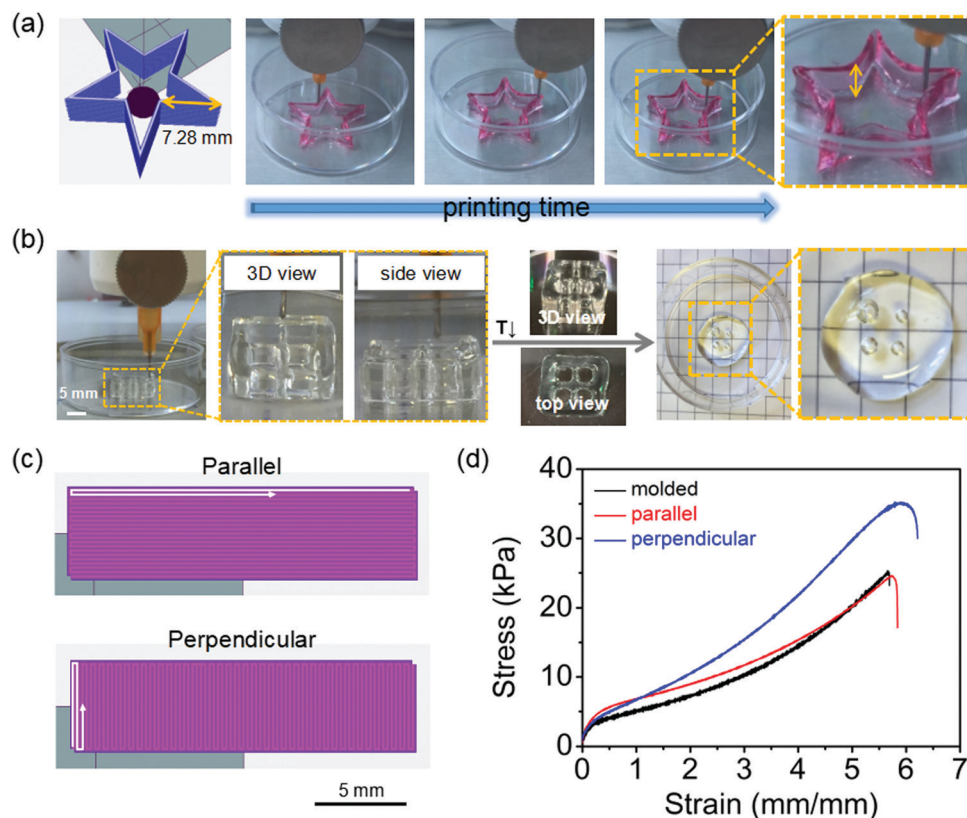 (a)
7.28 mm
printing time
(b)
5 mm
3D view
side view
T↓
3D view
top view
(c)
Parallel
Perpendicular
5 mm
(d)
40
30
20
10
0
Stress (kPa)
molded
parallel
perpendicular
0 1 2 3 4 5 6 7
Strain (mm/mm)